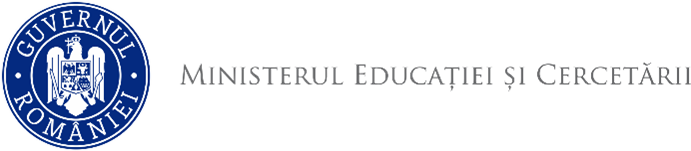 GUVERNUL
ROMÂNIEI
MINISTERUL EDUCAȚIEI ȘI CERCETĂRII